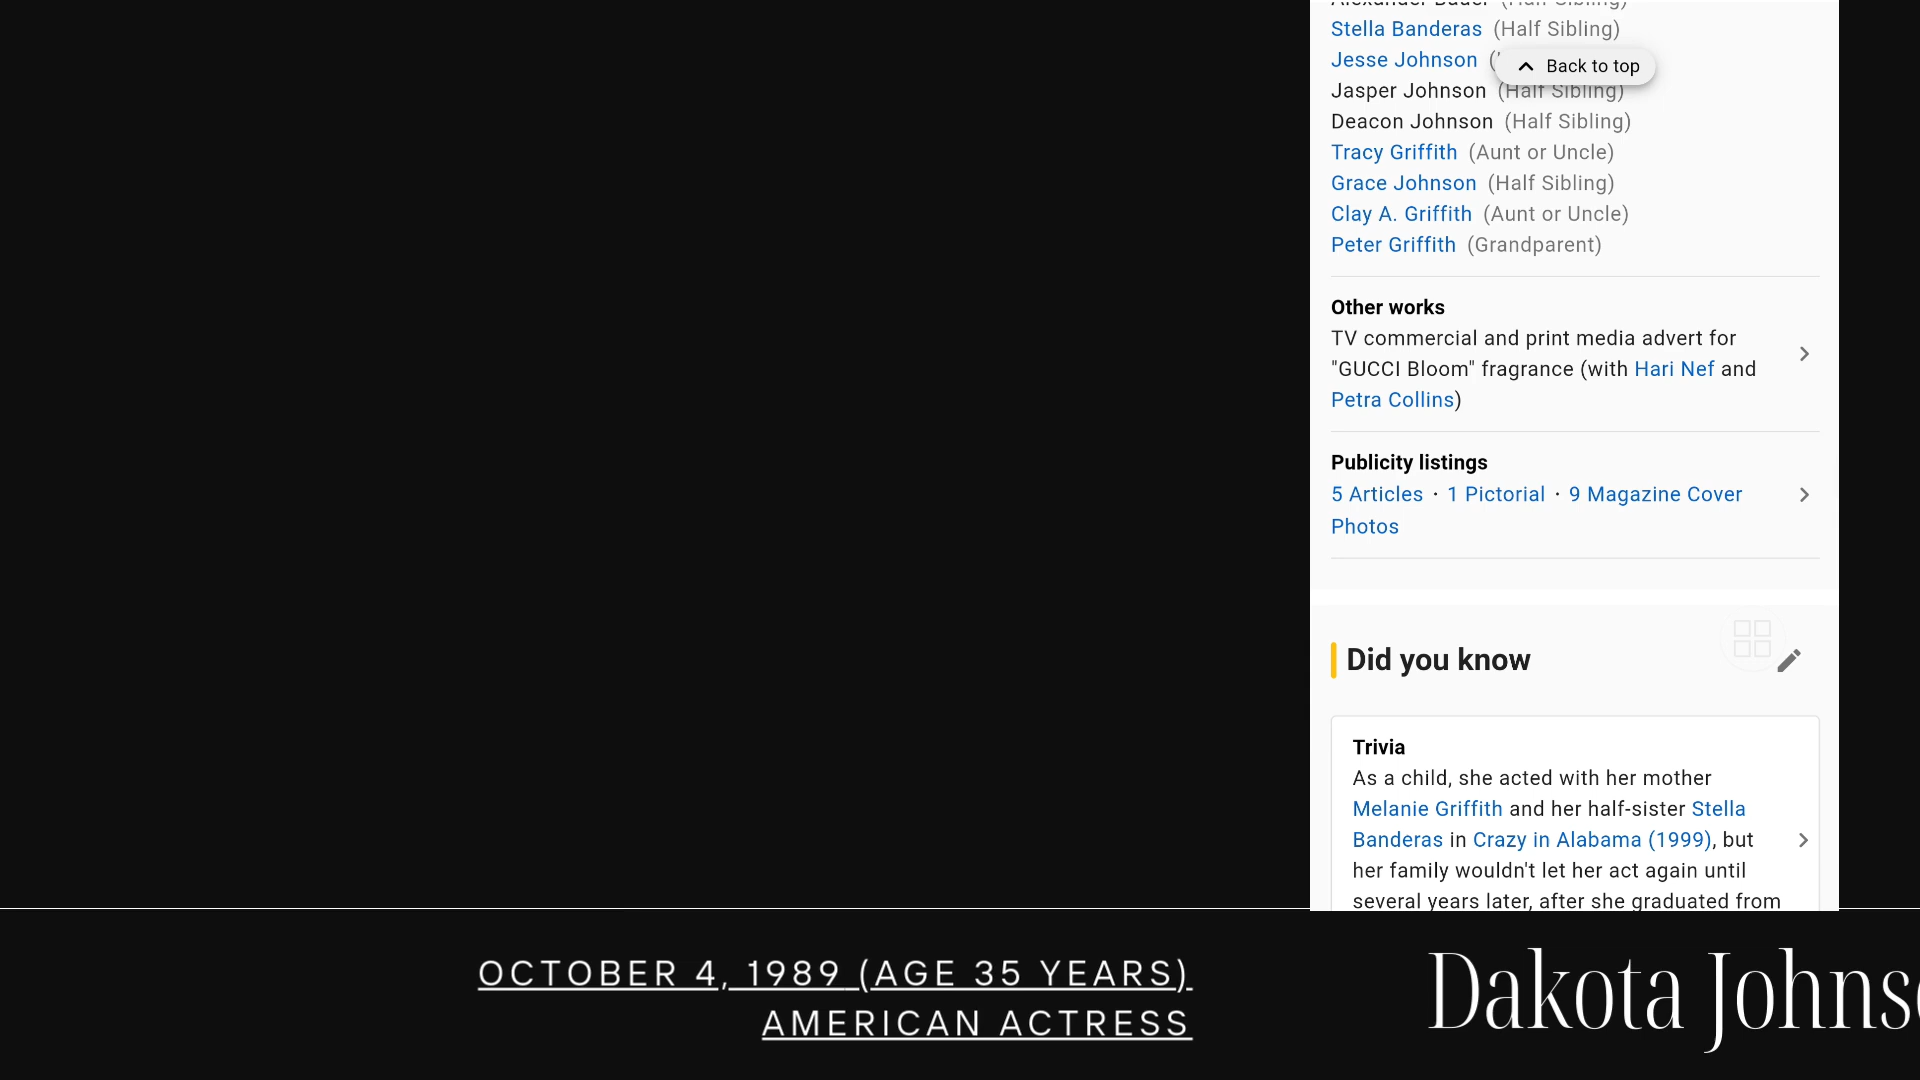 Stella Banderas (Half Sibling)
Jesse Johnson
Back to top
Jasper Johnson (Half Sibling)
Deacon Johnson (Half Sibling)
Tracy Griffith (Aunt or Uncle)
Grace Johnson (Half Sibling)
Clay A. Griffith (Aunt or Uncle)
Peter Griffith (Grandparent)
Other works
TV commercial and print media advert for
"GUCCI Bloom" fragrance (with Hari Nef and
Petra Collins)
Publicity listings
5 Articles · 1 Pictorial · 9 Magazine Cover
Photos
Did you know
Trivia
As a child, she acted with her mother
Melanie Griffith and her half-sister Stella
Banderas in Crazy in Alabama (1999), but
her family wouldn't let her act again until
several years later, after she graduated from
OCTOBER 4, 1989 (AGE 35 YEARS)
AMERICAN ACTRESS
Dakota Johns